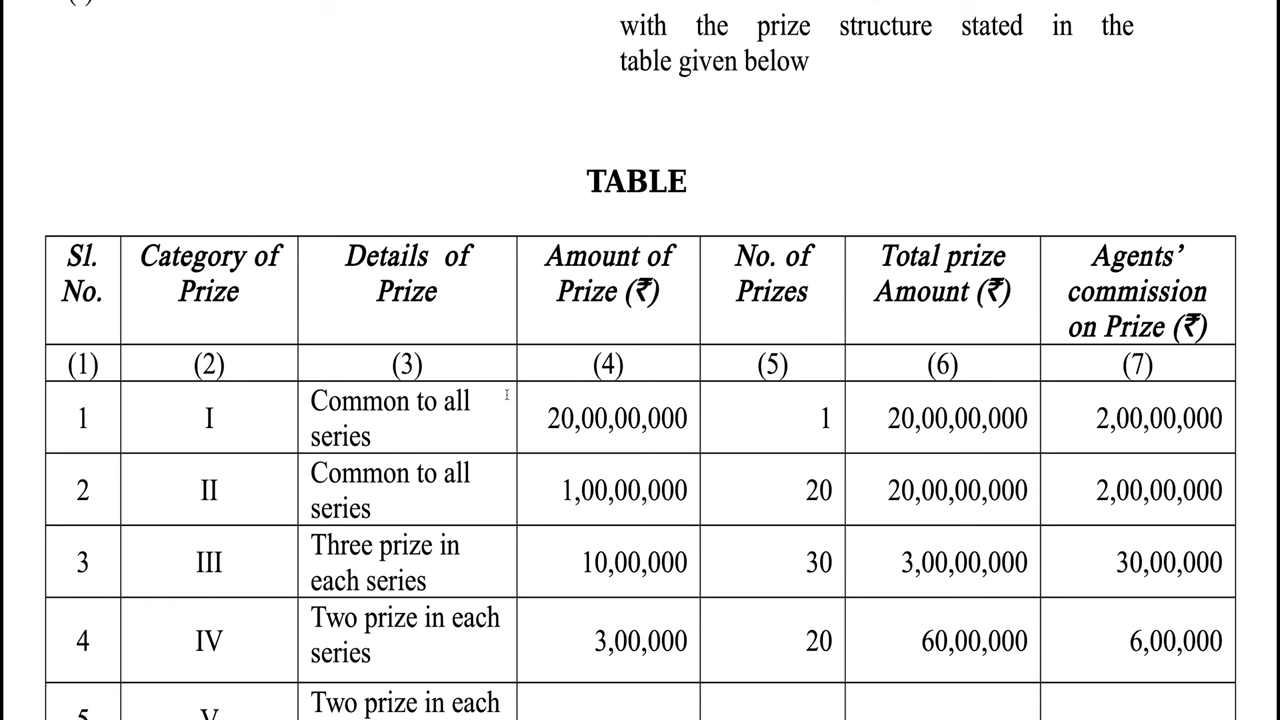 with the prize structure stated in the
table given below
TABLE
Sl. No. Category of Prize Details of Prize Amount of Prize (₹) No. of Prizes Total prize Amount (₹) Agents’ commission on Prize (₹)
(1) (2) (3) (4) (5) (6) (7)
1 I Common to all series 20,00,00,000 1 20,00,00,000 2,00,00,000
2 II Common to all series 1,00,00,000 20 20,00,00,000 2,00,00,000
3 III Three prize in each series 10,00,000 30 3,00,00,000 30,00,000
4 IV Two prize in each series 3,00,000 20 60,00,000 6,00,000
5 V Two prize in each